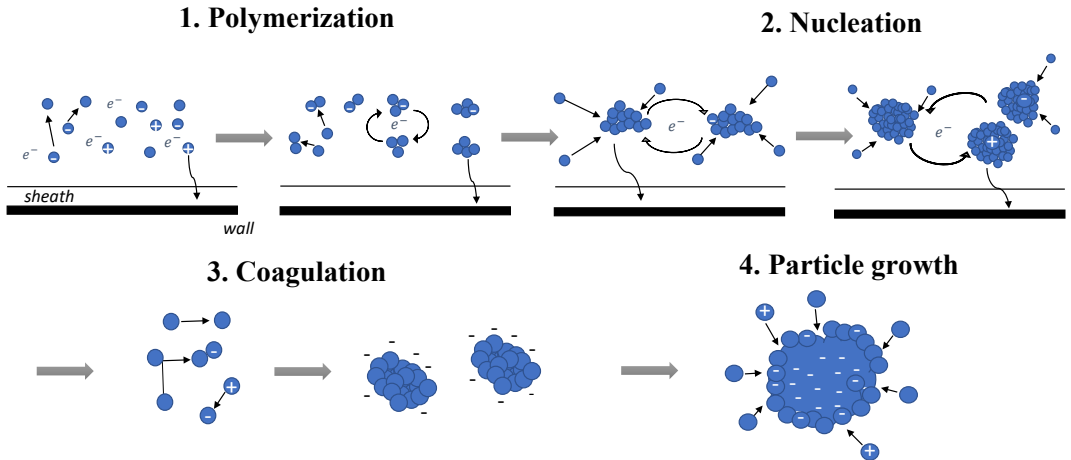 1. Polymerization
2. Nucleation
e⁻
e⁻
e⁻
e⁻
e⁻
e⁻
e⁻
sheath
wall
3. Coagulation
4. Particle growth